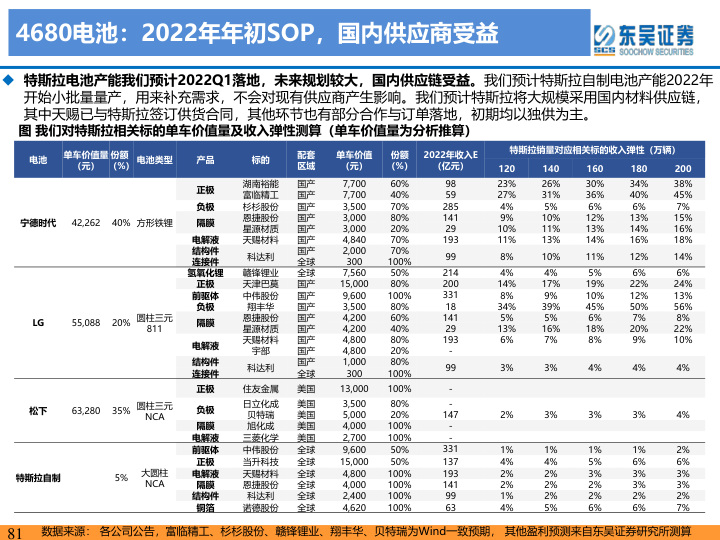 4680电池：2022年年初SOP，国内供应商受益
东吴证券
SCS SOOCHOW SECURITIES
◆ 特斯拉电池产能我们预计2022Q1落地，未来规划较大，国内供应链受益。我们预计特斯拉自制电池产能2022年
开始小批量量产，用来补充需求，不会对现有供应商产生影响。我们预计特斯拉将大规模采用国内材料供应链，
其中天赐已与特斯拉签订供货合同，其他环节也有部分合作与订单落地，初期均以独供为主。
图 我们对特斯拉相关标的单车价值量及收入弹性测算（单车价值量为分析推算）
电池 单车价值量（元） 份额（%） 电池类型 产品 标的 配套区域 单车价值（元） 份额（%） 2022年收入E（亿元） 特斯拉销量对应相关标的收入弹性（万辆）
120 140 160 180 200
宁德时代 42,262 40% 方形铁锂
正极 湖南裕能 国产 7,700 60% 98 23% 26% 30% 34% 38%
富临精工 国产 7,700 40% 59 27% 31% 36% 40% 45%
负极 杉杉股份 国产 3,500 70% 285 4% 5% 6% 6% 7%
隔膜 恩捷股份 国产 3,000 80% 141 9% 10% 12% 13% 15%
星源材质 国产 3,000 20% 29 10% 11% 13% 14% 16%
电解液 天赐材料 国产 4,840 70% 193 11% 13% 14% 16% 18%
结构件 科达利 国产 2,000 70% 99 8% 10% 11% 12% 14%
连接件 全球 300 100%
LG 55,088 20% 圆柱三元811
氢氧化锂 赣锋锂业 全球 7,560 50% 214 4% 4% 5% 6% 6%
正极 天津巴莫 国产 15,000 80% 200 14% 17% 19% 22% 24%
前驱体 中伟股份 国产 9,600 100% 331 8% 9% 10% 12% 13%
负极 翔丰华 国产 3,500 80% 18 34% 39% 45% 50% 56%
隔膜 恩捷股份 国产 4,200 60% 141 5% 5% 6% 7% 8%
星源材质 国产 4,200 40% 29 13% 16% 18% 20% 22%
电解液 天赐材料 国产 4,800 80% 193 6% 7% 8% 9% 10%
宇部 国产 4,800 20% -
结构件 科达利 国产 1,000 80% 99 3% 3% 4% 4% 4%
连接件 全球 300 100%
松下 63,280 35% 圆柱三元NCA
正极 住友金属 美国 13,000 100% -
负极 日立化成 美国 3,500 80% -
贝特瑞 美国 5,000 20% 147 2% 3% 3% 3% 4%
隔膜 旭化成 美国 4,000 100% -
电解液 三菱化学 美国 2,700 100% -
特斯拉自制 5% 大圆柱NCA
前驱体 中伟股份 全球 9,600 50% 331 1% 1% 1% 1% 2%
正极 当升科技 全球 15,000 50% 137 4% 4% 5% 6% 6%
电解液 天赐材料 全球 4,800 100% 193 2% 2% 3% 3% 3%
隔膜 恩捷股份 全球 4,000 100% 141 2% 2% 2% 3% 3%
结构件 科达利 全球 2,400 100% 99 1% 2% 2% 2% 2%
铜箔 诺德股份 全球 4,620 100% 63 4% 5% 6% 6% 7%
81 数据来源： 各公司公告，富临精工、杉杉股份、赣锋锂业、翔丰华、贝特瑞为Wind一致预期， 其他盈利预测来自东吴证券研究所测算